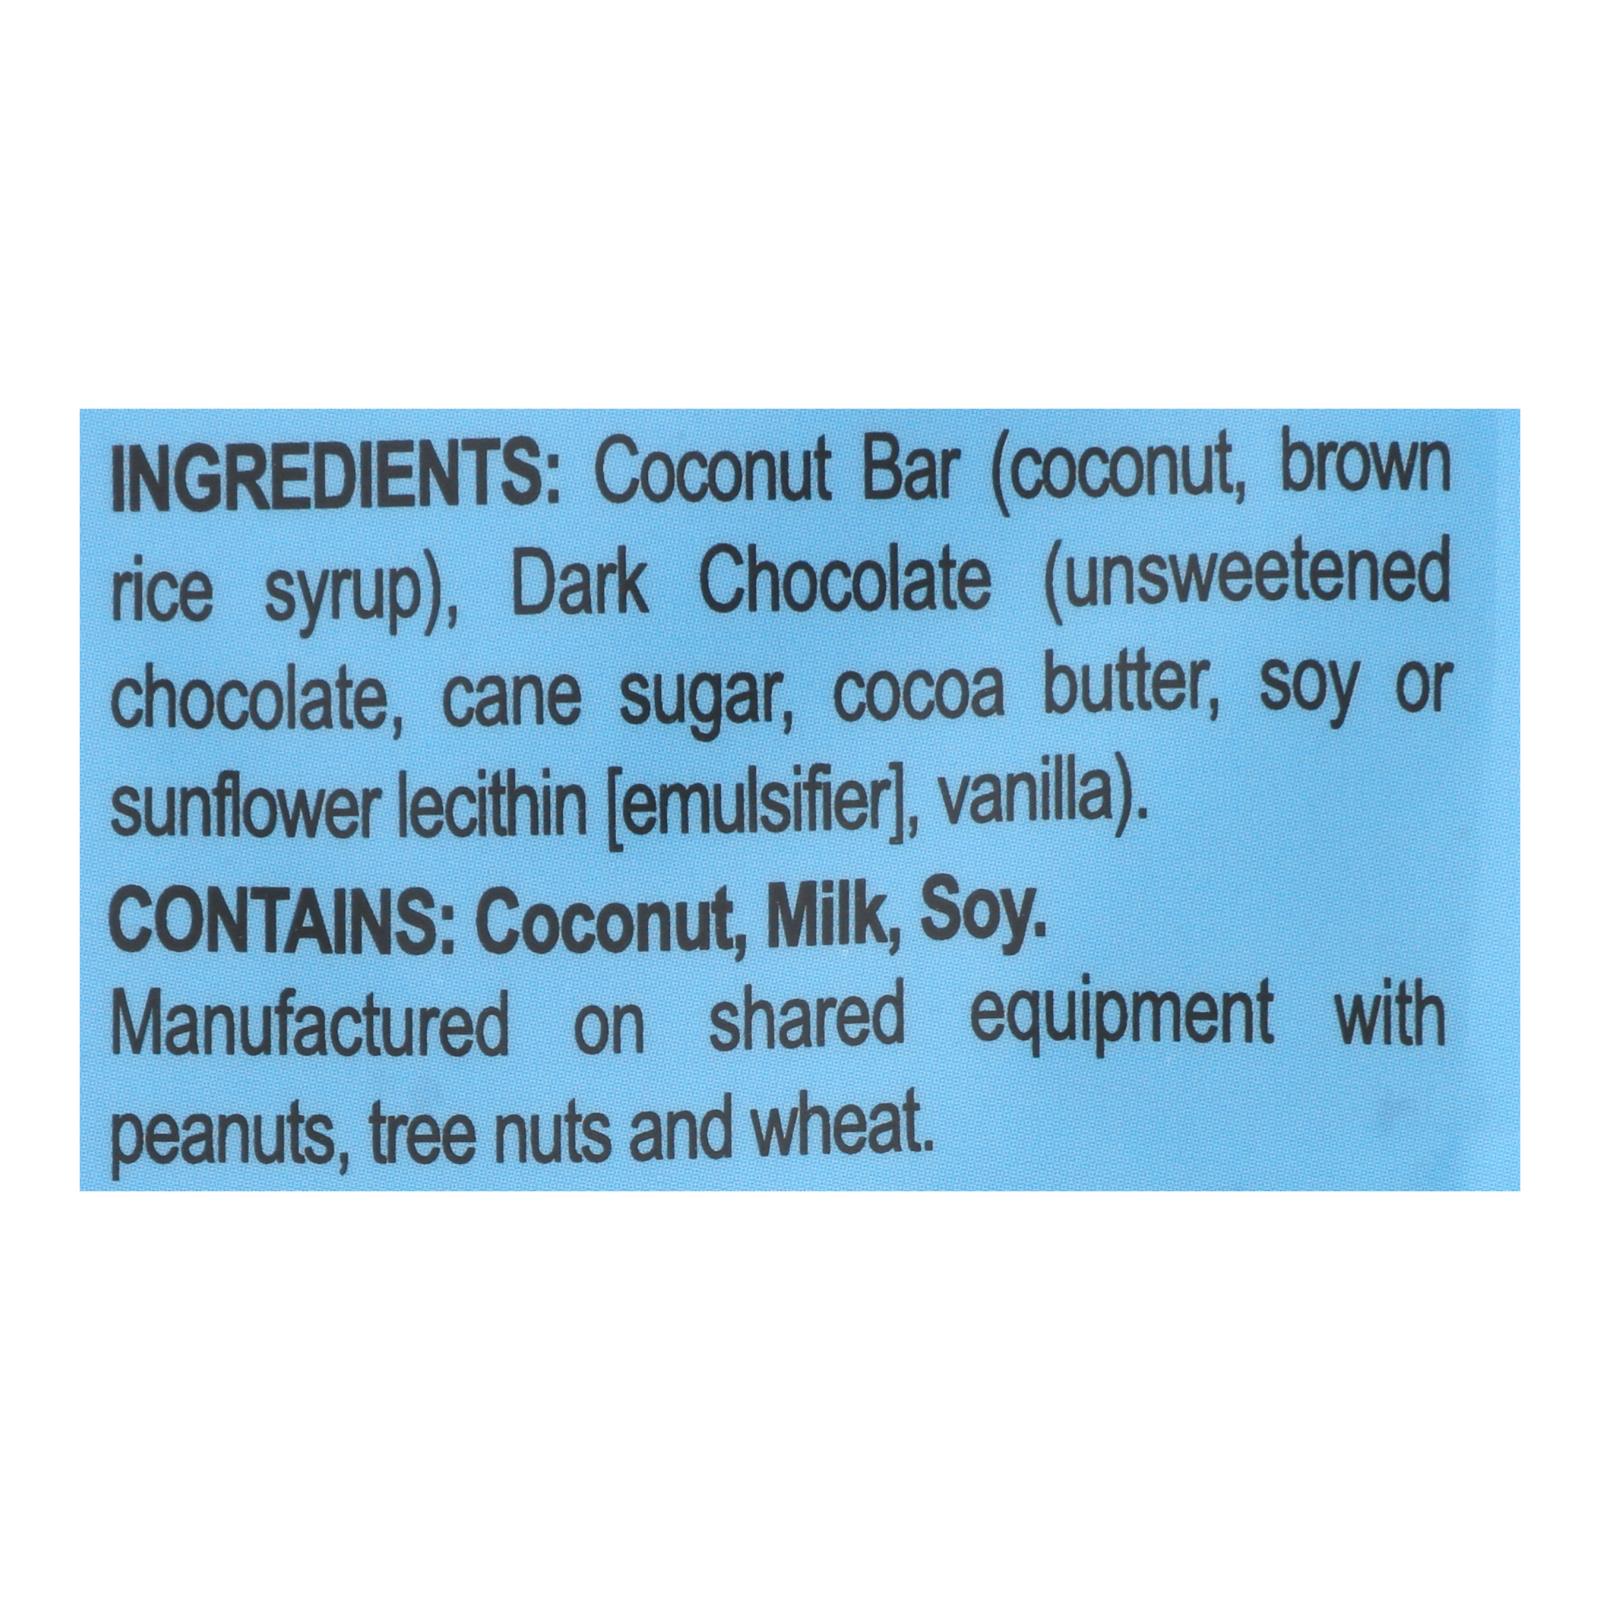 INGREDIENTS: Coconut Bar (coconut, brown
rice syrup), Dark Chocolate (unsweetened
chocolate, cane sugar, cocoa butter, soy or
sunflower lecithin [emulsifier], vanilla).
CONTAINS: Coconut, Milk, Soy.
Manufactured on shared equipment with
peanuts, tree nuts and wheat.